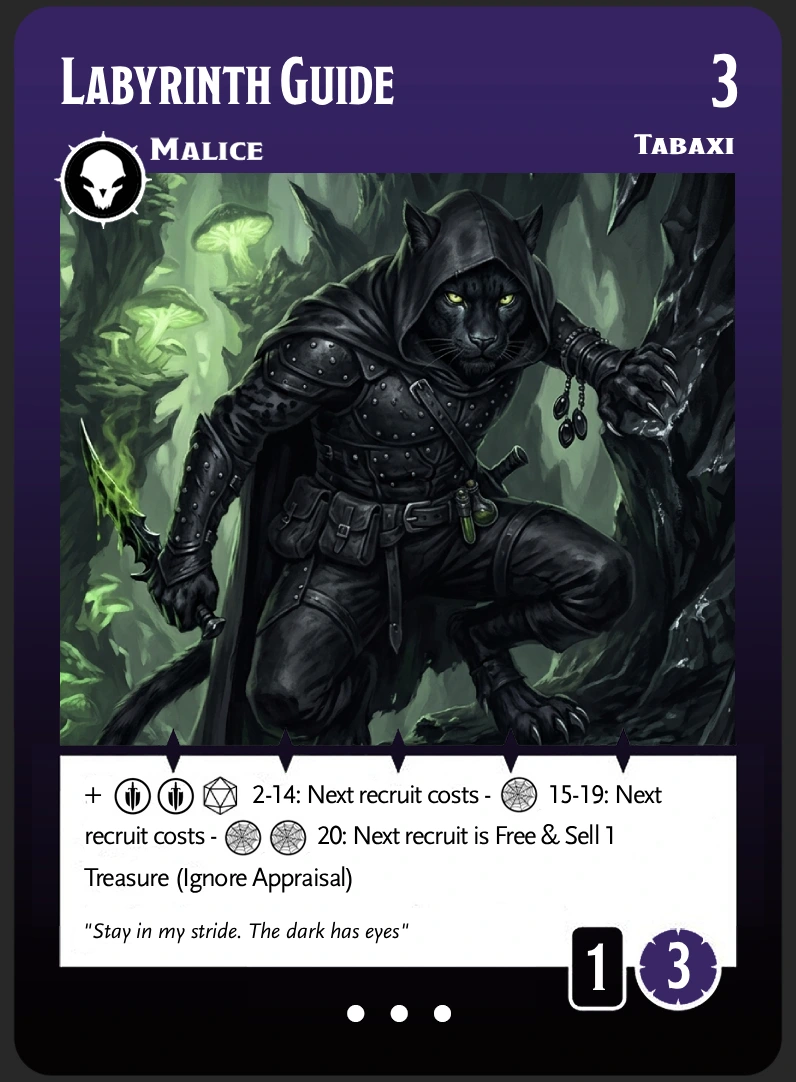 LABYRINTH GUIDE 3
MALICE TABAXI
+ 2-14: Next recruit costs - 15-19: Next
recruit costs - 20: Next recruit is Free & Sell 1
Treasure (Ignore Appraisal)
"Stay in my stride. The dark has eyes"
1 3